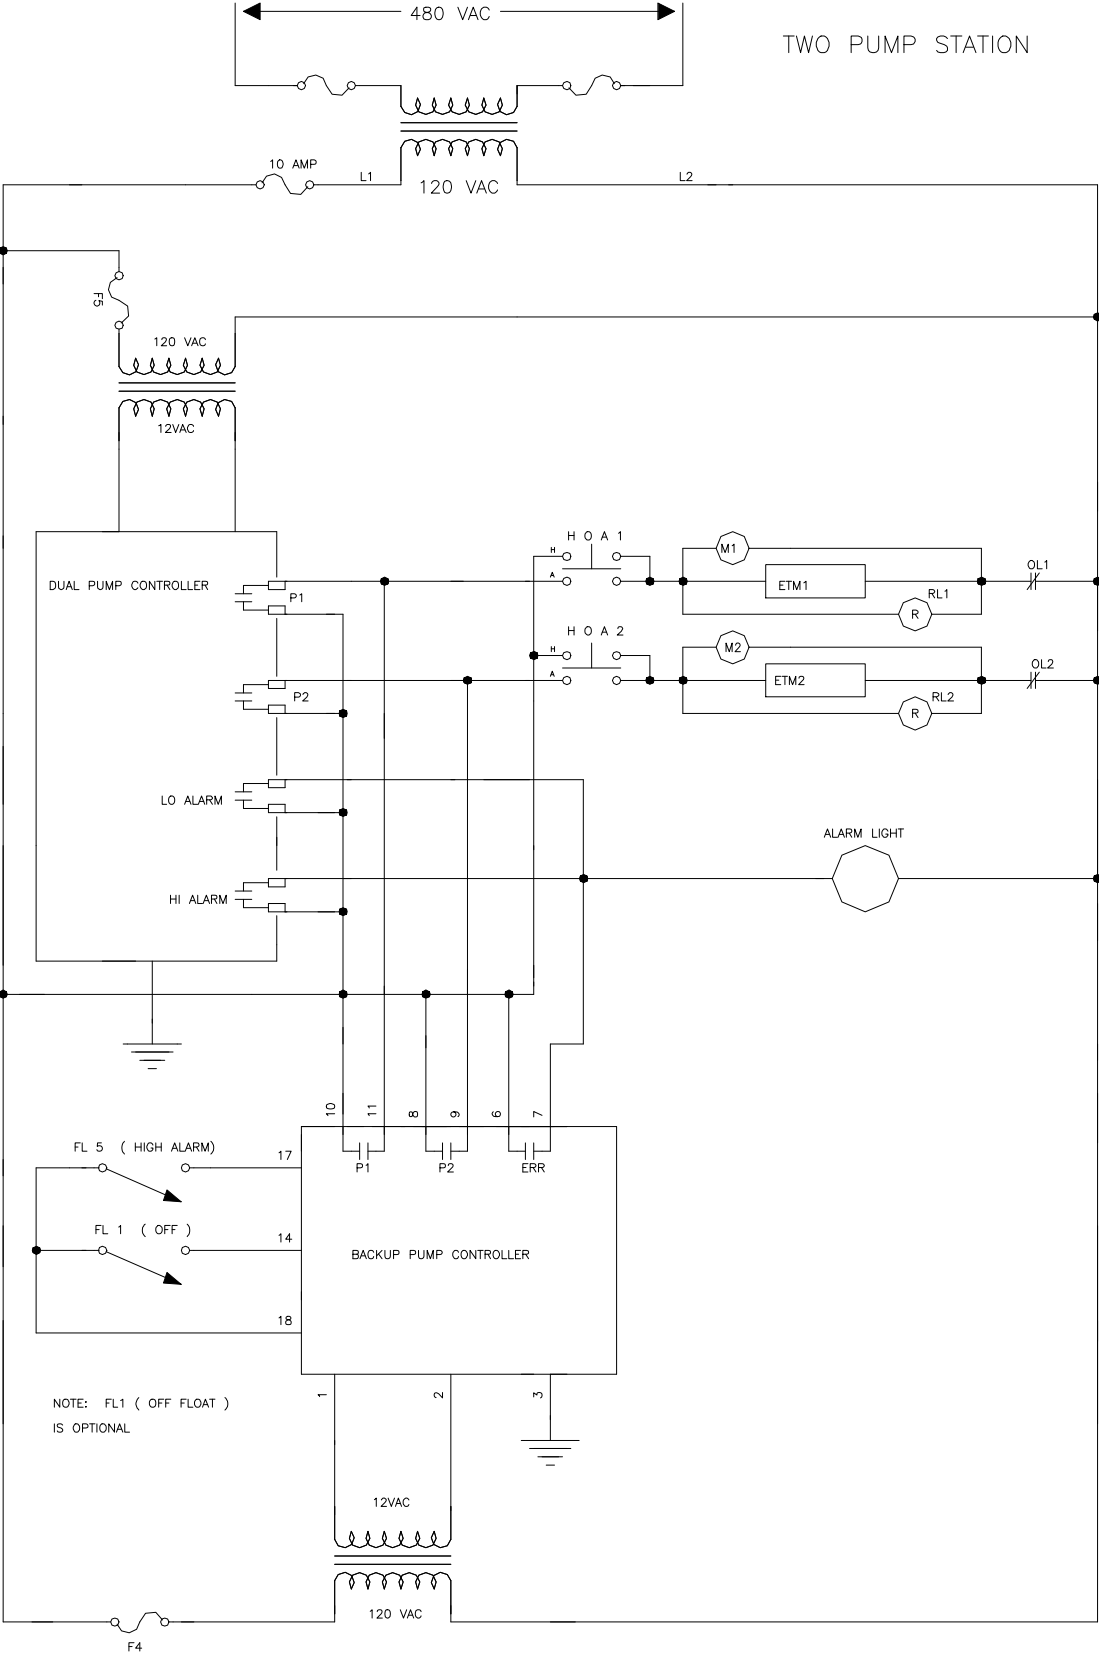 480 VAC
TWO PUMP STATION
10 AMP
L1
120 VAC
L2
F5
120 VAC
12VAC
H O A 1
H
A
M1
OL1
DUAL PUMP CONTROLLER
P1
ETM1
RL1
R
H O A 2
H
A
M2
OL2
P2
ETM2
RL2
R
LO ALARM
ALARM LIGHT
HI ALARM
10
11
8
9
6
7
FL 5 ( HIGH ALARM)
17
P1
P2
ERR
FL 1 ( OFF )
14
BACKUP PUMP CONTROLLER
18
1
2
3
NOTE: FL1 ( OFF FLOAT )
IS OPTIONAL
12VAC
120 VAC
F4